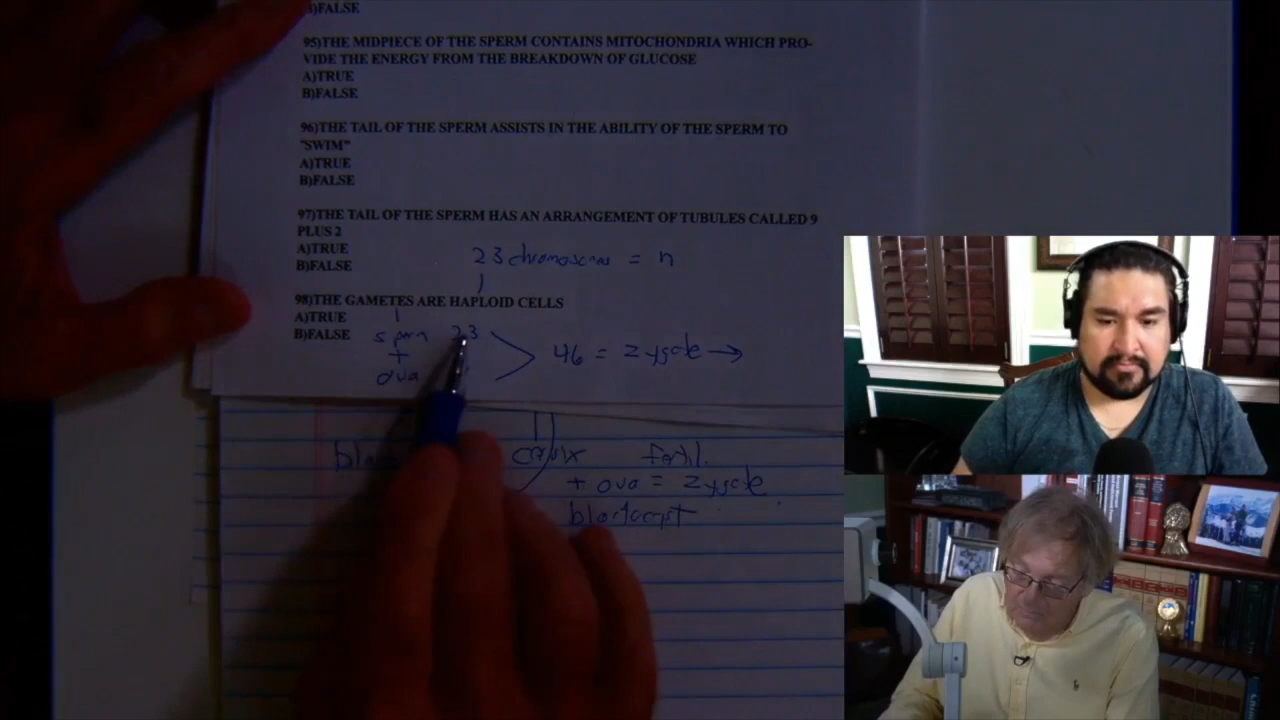 B)FALSE
95)THE MIDPIECE OF THE SPERM CONTAINS MITOCHONDRIA WHICH PRO-
VIDE THE ENERGY FROM THE BREAKDOWN OF GLUCOSE
A)TRUE
B)FALSE
96)THE TAIL OF THE SPERM ASSISTS IN THE ABILITY OF THE SPERM TO
"SWIM"
A)TRUE
B)FALSE
97)THE TAIL OF THE SPERM HAS AN ARRANGEMENT OF TUBULES CALLED 9
PLUS 2
A)TRUE
B)FALSE
23 = n
98)THE GAMETES ARE HAPLOID CELLS
A)TRUE
B)FALSE
sperm 23
+
ova
46 = zygote →
cervix fertil.
+ ova = zygote